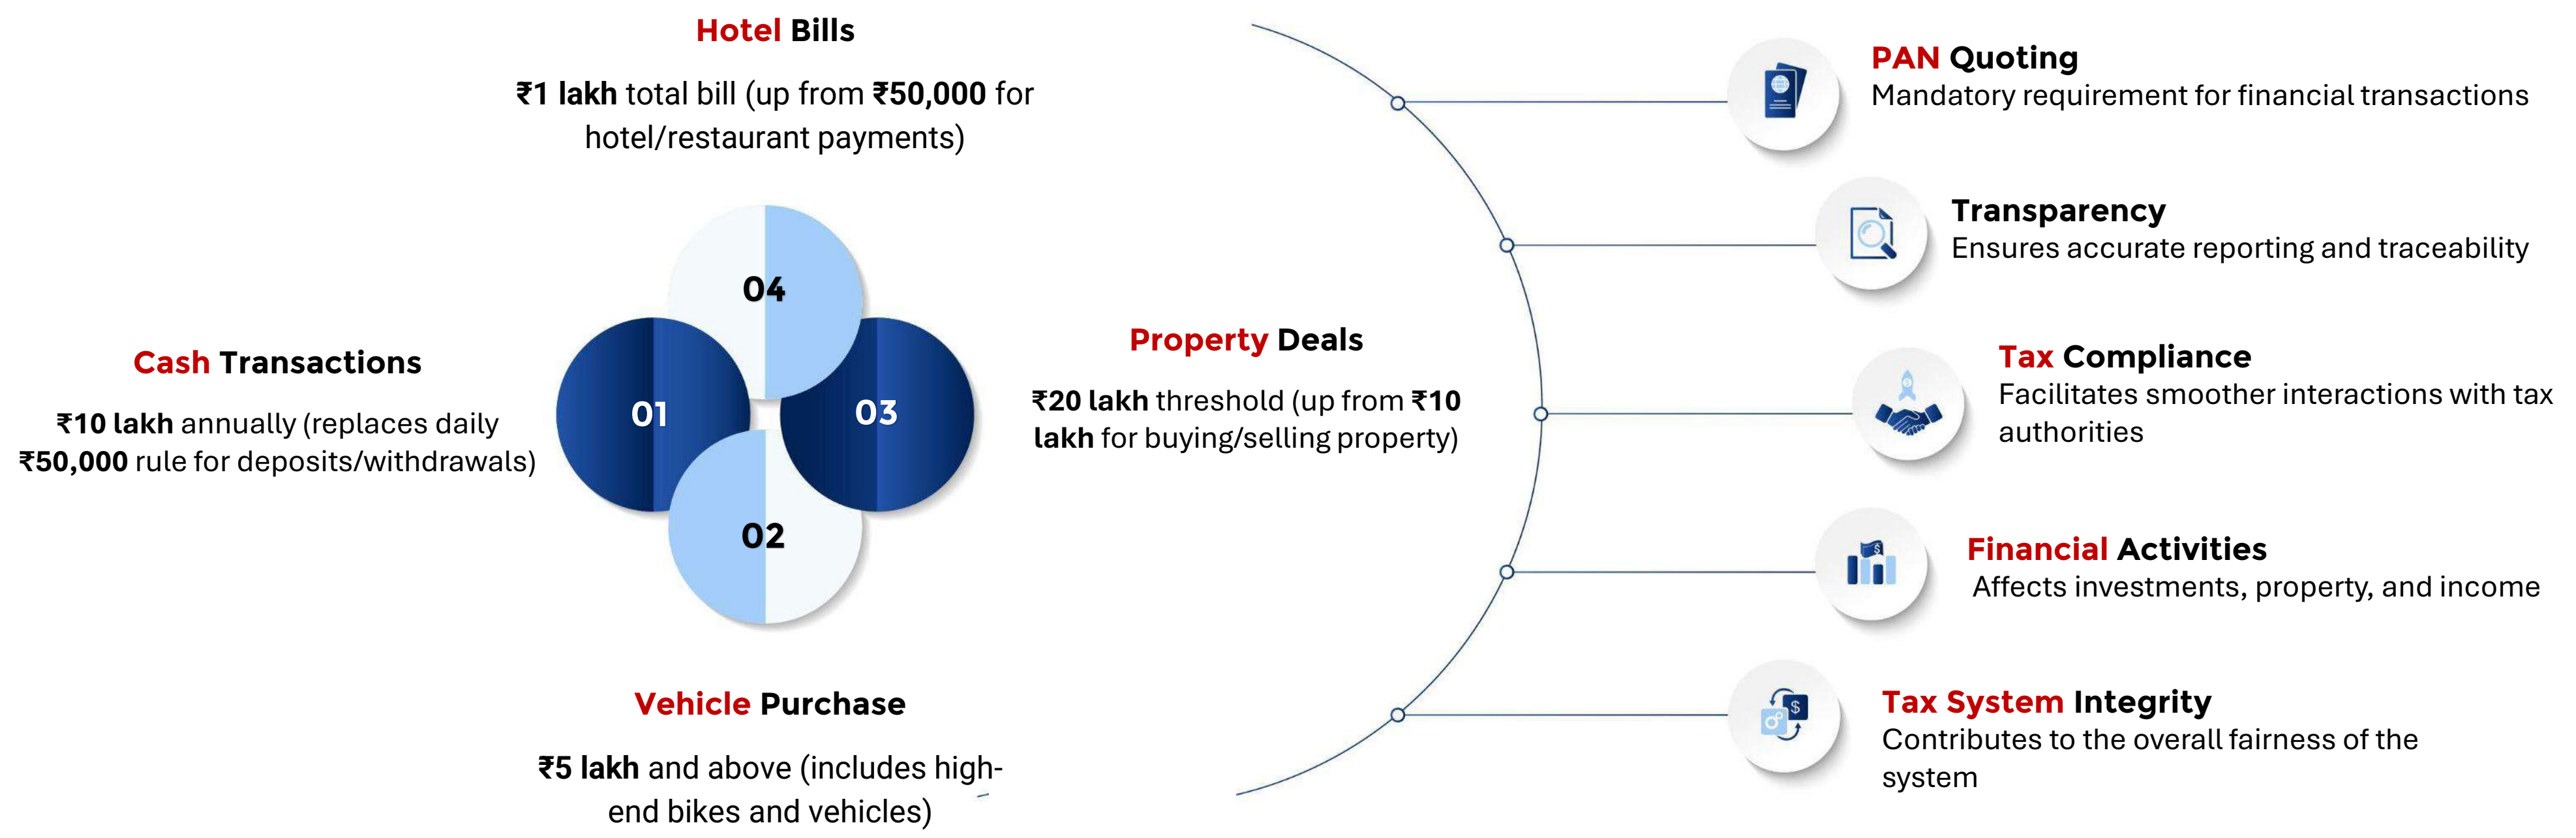 Hotel Bills
₹1 lakh total bill (up from ₹50,000 for
hotel/restaurant payments)
04
01
03
02
Cash Transactions
₹10 lakh annually (replaces daily
₹50,000 rule for deposits/withdrawals)
Property Deals
₹20 lakh threshold (up from ₹10
lakh for buying/selling property)
Vehicle Purchase
₹5 lakh and above (includes high-
end bikes and vehicles)
PAN Quoting
Mandatory requirement for financial transactions
Transparency
Ensures accurate reporting and traceability
Tax Compliance
Facilitates smoother interactions with tax
authorities
Financial Activities
Affects investments, property, and income
Tax System Integrity
Contributes to the overall fairness of the
system